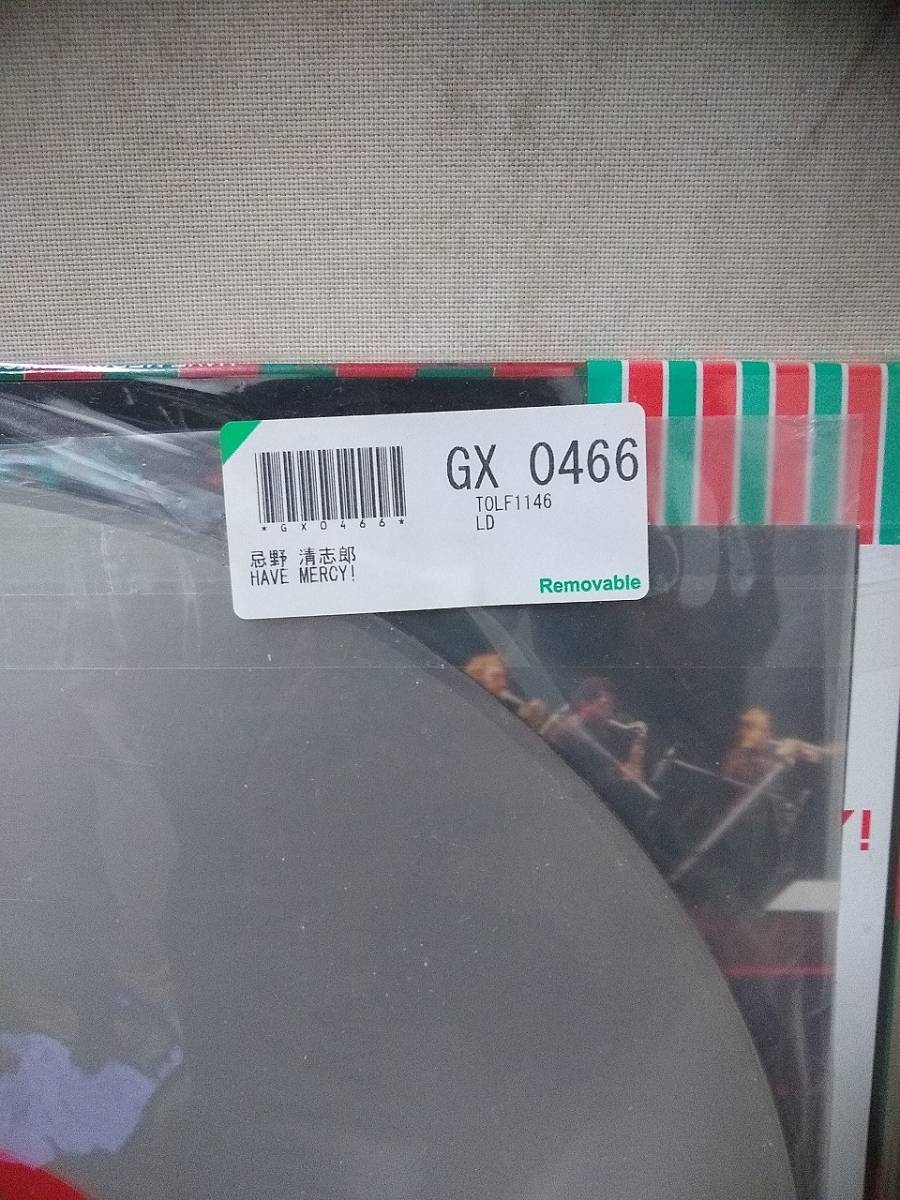 GX 0466
TOLF1146
LD
*GX0466*
忌野 清志郎
HAVE MERCY!
Removable
Y!